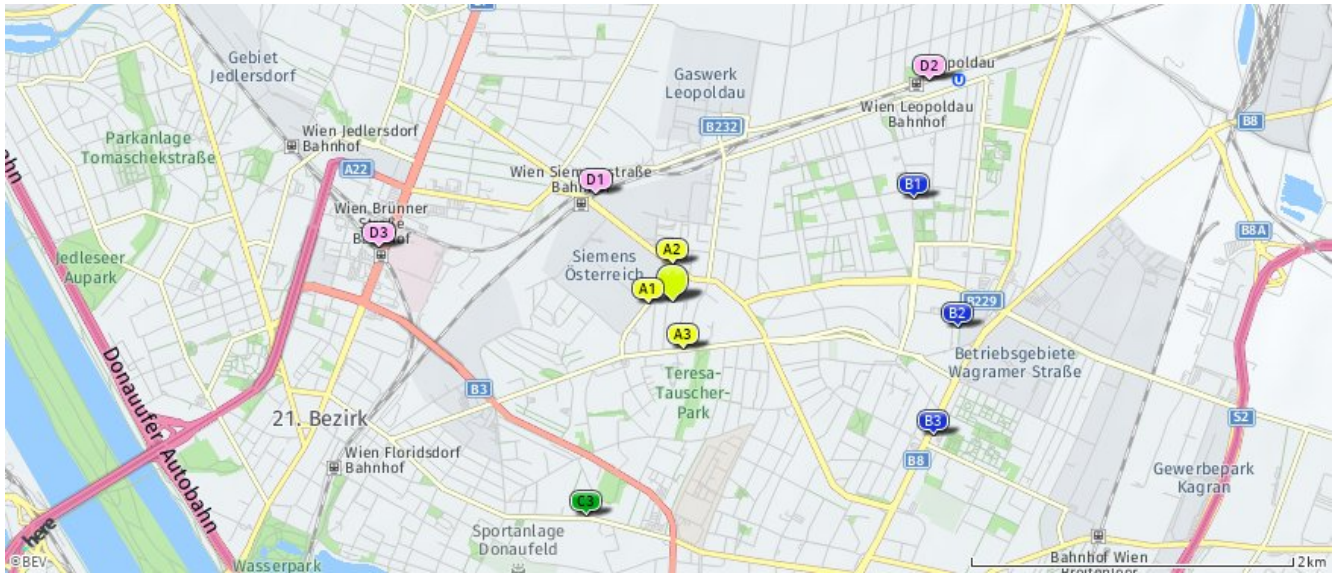 Gebiet
Jedlersdorf
Gaswerk
Leopoldau
D2
Wien Leopoldau
Bahnhof
Parkanlage
Tomaschekstraße
Wien Jedlersdorf
Bahnhof
B232
B8
A22
D1
B1
Wien Brünner
D3
A2
Siemens
Österreich
A1
B8A
Jedleseer
Aupark
B229
B2
A3
Betriebsgebiete
Wagramer Straße
Teresa-
Tauscher-
Park
Donauufer Autobahn
B3
21. Bezirk
B3
S2
Wien Floridsdorf
Bahnhof
B8
Gewerbepark
Kagran
C3
Sportanlage
Donaufeld
here
©BEV
Wasserpark
Bahnhof Wien
2km